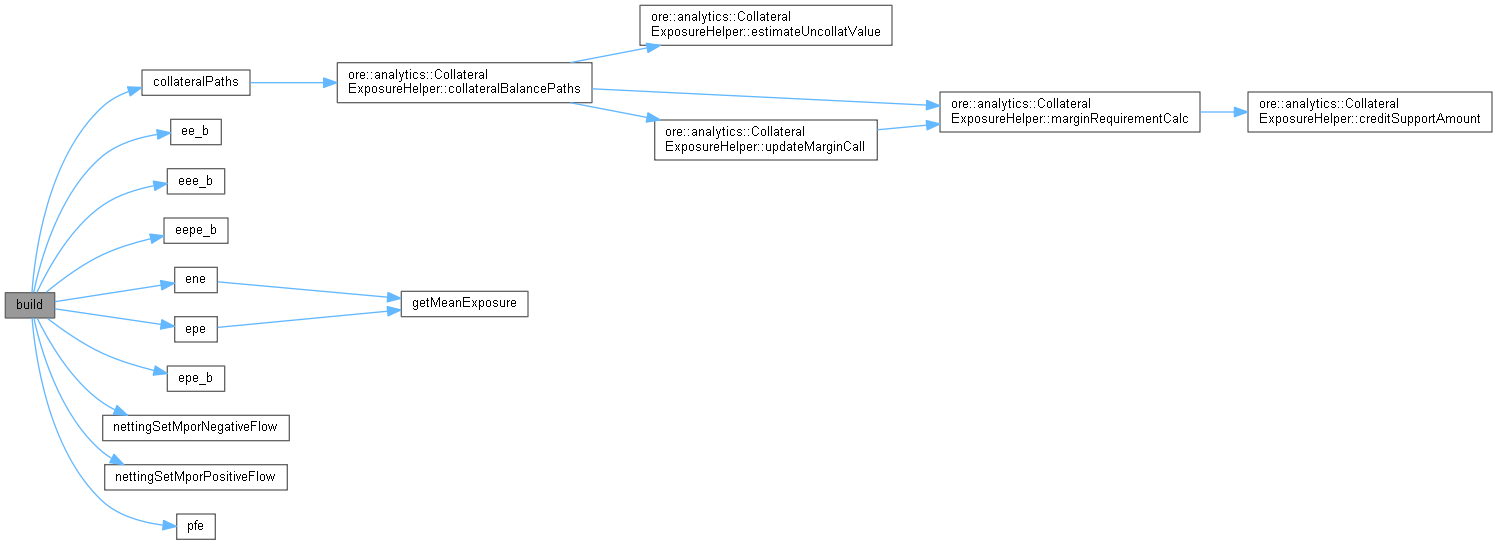 build
collateralPaths
ee_b
eee_b
eepe_b
ene
epe
epe_b
nettingSetMporNegativeFlow
nettingSetMporPositiveFlow
pfe
ore::analytics::Collateral
ExposureHelper::collateralBalancePaths
getMeanExposure
ore::analytics::Collateral
ExposureHelper::estimateUncollatValue
ore::analytics::Collateral
ExposureHelper::updateMarginCall
ore::analytics::Collateral
ExposureHelper::marginRequirementCalc
ore::analytics::Collateral
ExposureHelper::creditSupportAmount